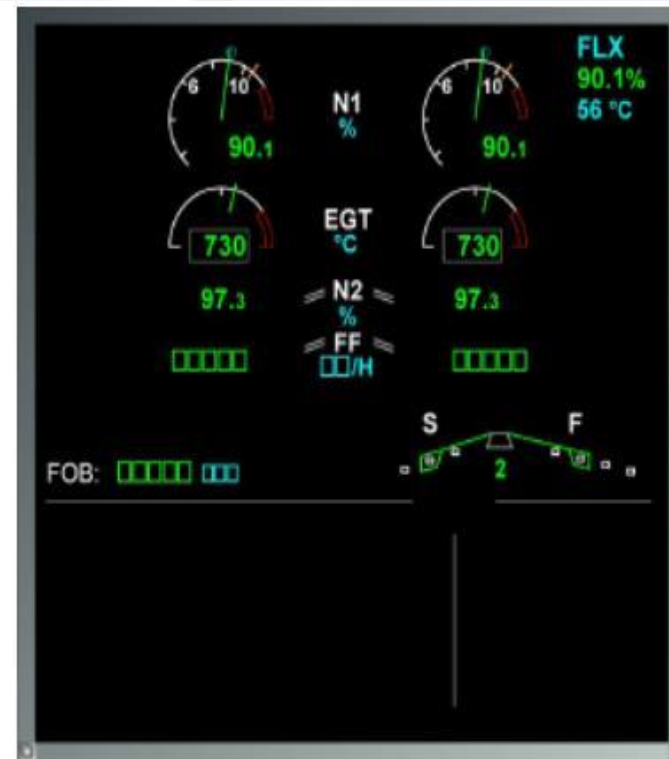 FLX
6 10 N1 6 10 90.1%
% 56 °C
90.1 90.1
EGT
730 °C 730
97.3 N2 97.3
%
FF
□□□□□ □□/H □□□□□
S F
FOB: □□□□□ □□□ 2